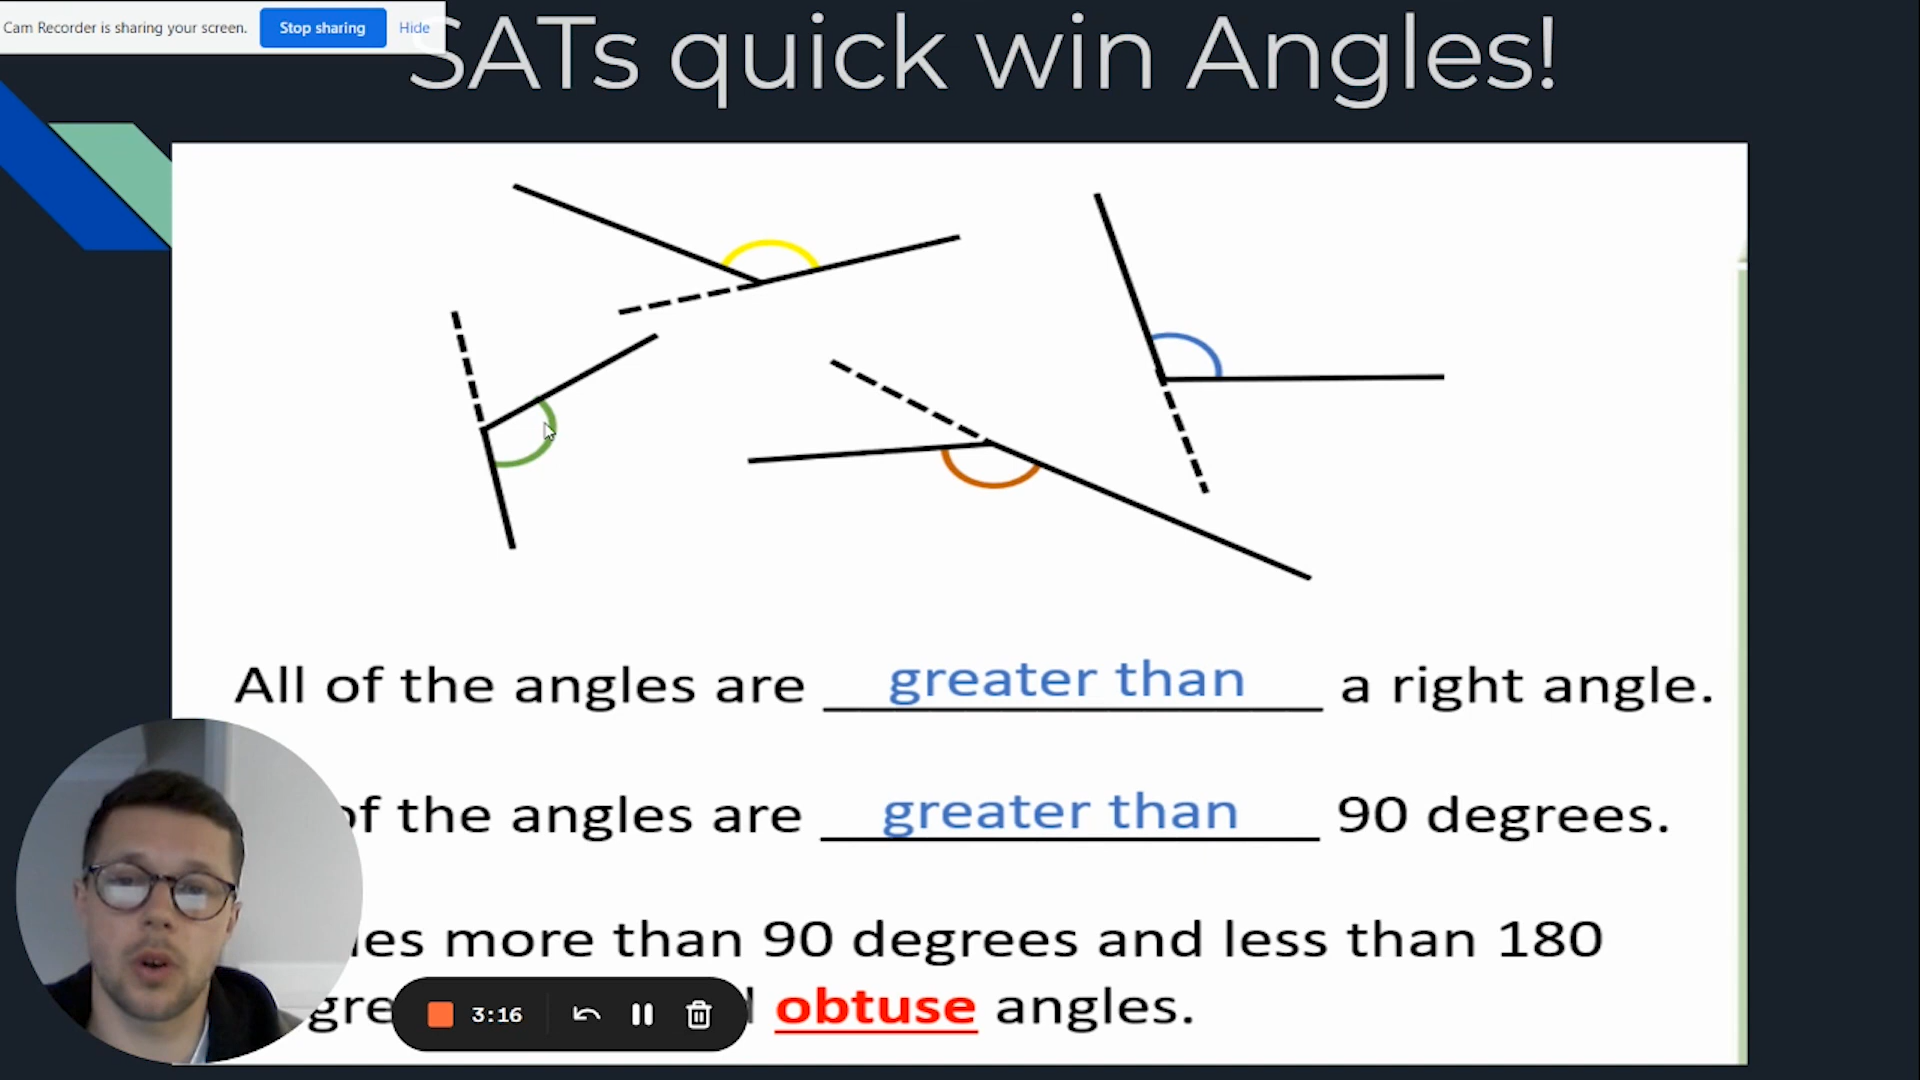 Cam Recorder is sharing your screen. Stop sharing Hide
SATs quick win Angles!
All of the angles are greater than a right angle.
of the angles are greater than 90 degrees.
more than 90 degrees and less than 180
obtuse angles.
3:16